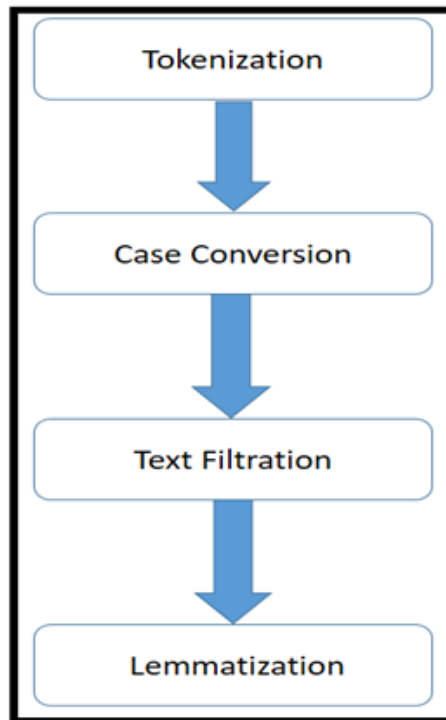 Tokenization
Case Conversion
Text Filtration
Lemmatization